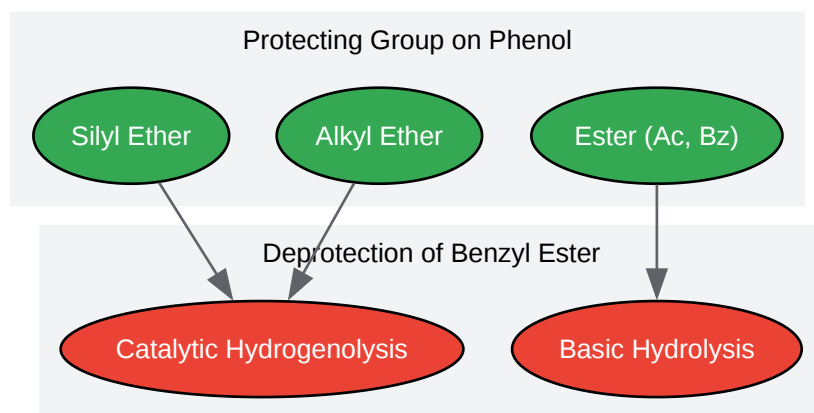 Protecting Group on Phenol
Silyl Ether
Alkyl Ether
Ester (Ac, Bz)
Deprotection of Benzyl Ester
Catalytic Hydrogenolysis
Basic Hydrolysis